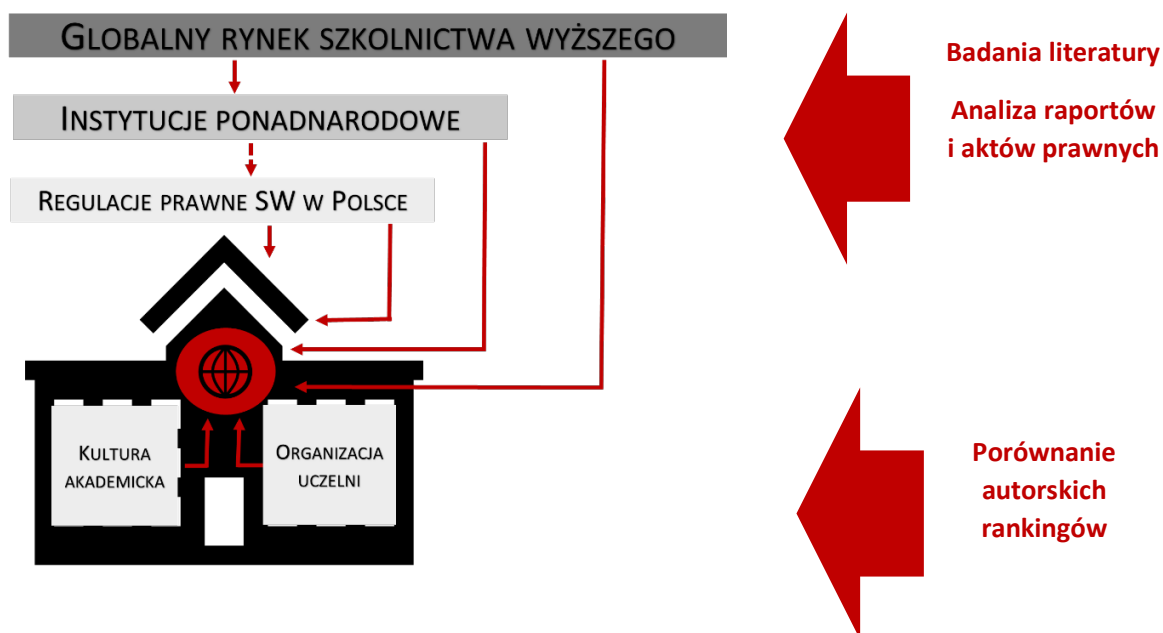 GLOBALNY RYNEK SZKOLNICTWA WYŻSZEGO
INSTYTUCJE PONADNARODOWE
REGULACJE PRAWNE SW W POLSCE
KULTURA
AKADEMICKA
ORGANIZACJA
UCZELNI
Badania literatury
Analiza raportów
i aktów prawnych
Porównanie
autorskich
rankingów